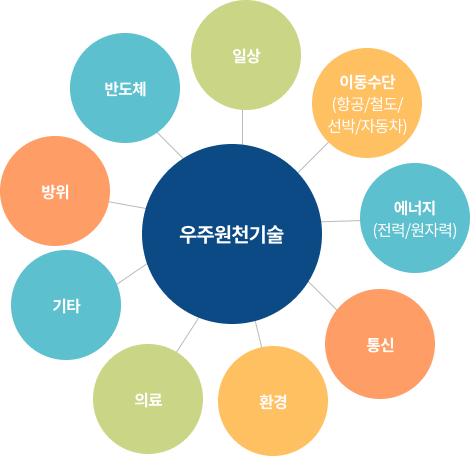 일상
이동수단
(항공/철도/
선박/자동차)
반도체
에너지
(전력/원자력)
방위
우주원천기술
기타
통신
의료
환경